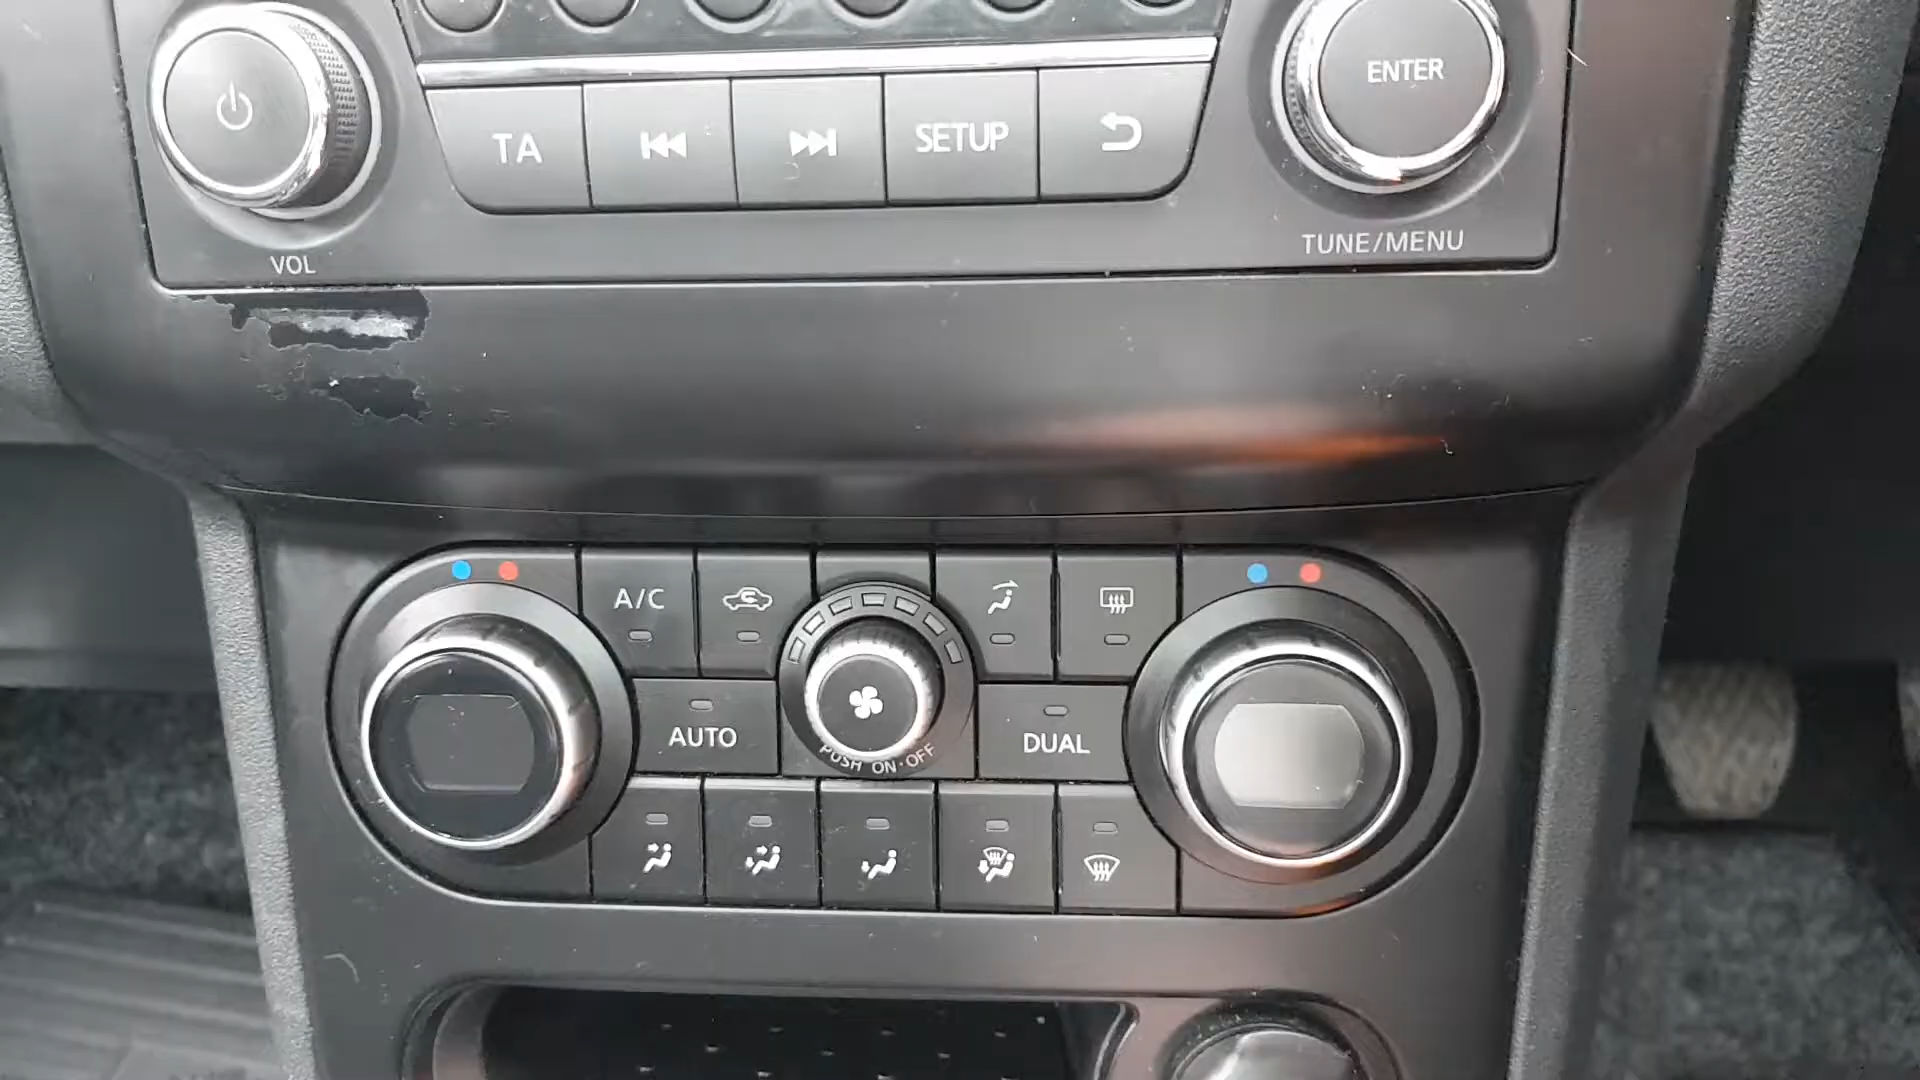 TA
SETUP
ENTER
VOL
TUNE/MENU
A/C
AUTO
PUSH ON·OFF
DUAL